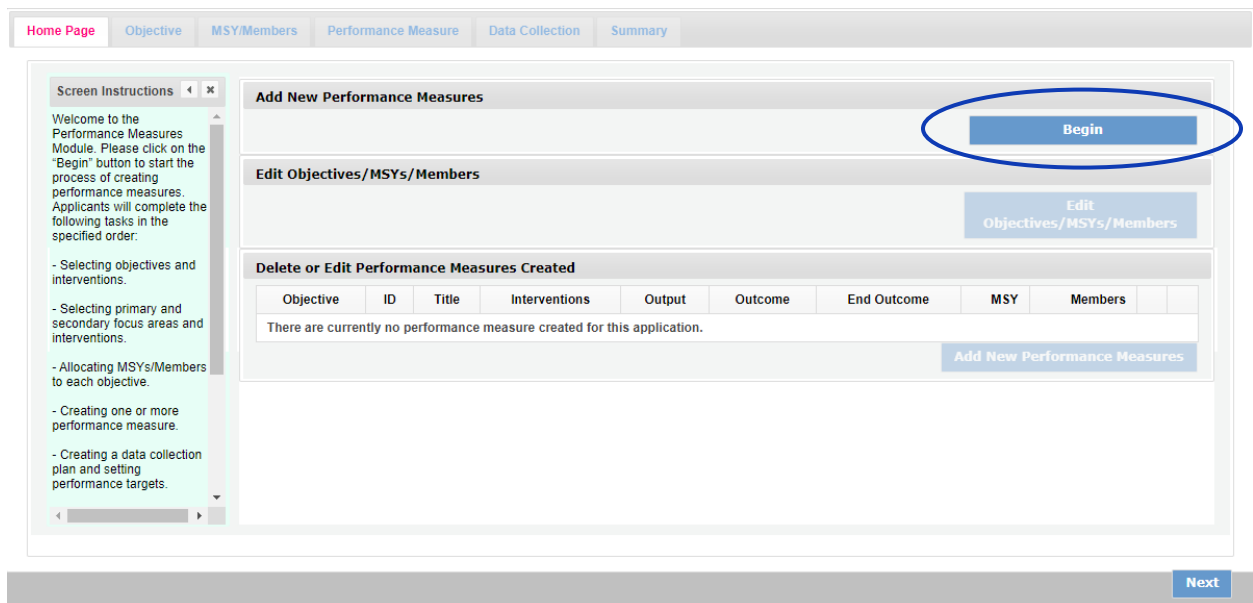 Home Page Objective MSY/Members Performance Measure Data Collection Summary
Screen Instructions
Welcome to the
Performance Measures
Module. Please click on the
"Begin" button to start the
process of creating
performance measures.
Applicants will complete the
following tasks in the
specified order:
- Selecting objectives and
interventions.
- Selecting primary and
secondary focus areas and
interventions.
- Allocating MSYs/Members
to each objective.
- Creating one or more
performance measure.
- Creating a data collection
plan and setting
performance targets.
Add New Performance Measures
Begin
Edit Objectives/MSYs/Members
Edit
Objectives/MSYs/Members
Delete or Edit Performance Measures Created
Objective ID Title Interventions Output Outcome End Outcome MSY Members
There are currently no performance measure created for this application.
Add New Performance Measures
Next